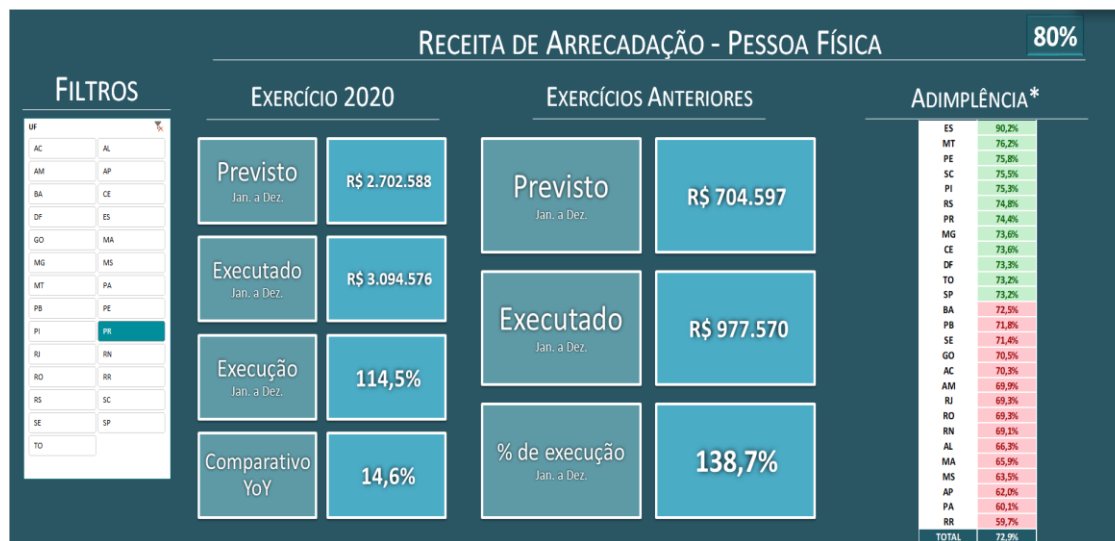 RECEITA DE ARRECADAÇÃO - PESSOA FÍSICA
80%
FILTROS
UF
AC AL
AM AP
BA CE
DF ES
GO MA
MG MS
MT PA
PB PE
PI PR
RJ RN
RO RR
RS SC
SE SP
TO
EXERCÍCIO 2020
Previsto
Jan. a Dez.
R$ 2.702.588
Executado
Jan. a Dez.
R$ 3.094.576
Execução
Jan. a Dez.
114,5%
Comparativo
YoY
14,6%
EXERCÍCIOS ANTERIORES
Previsto
Jan. a Dez.
R$ 704.597
Executado
Jan. a Dez.
R$ 977.570
% de execução
Jan. a Dez.
138,7%
ADIMPLÊNCIA*
ES 90,2%
MT 76,2%
PE 75,8%
SC 75,5%
PI 75,3%
RS 74,8%
PR 74,4%
MG 73,6%
CE 73,6%
DF 73,3%
TO 73,2%
SP 73,2%
BA 72,5%
PB 71,8%
SE 71,4%
GO 70,5%
AC 70,3%
AM 69,9%
RJ 69,3%
RO 69,3%
RN 69,1%
AL 66,3%
MA 65,9%
MS 63,5%
AP 62,0%
PA 60,1%
RR 59,7%
TOTAL 72,9%